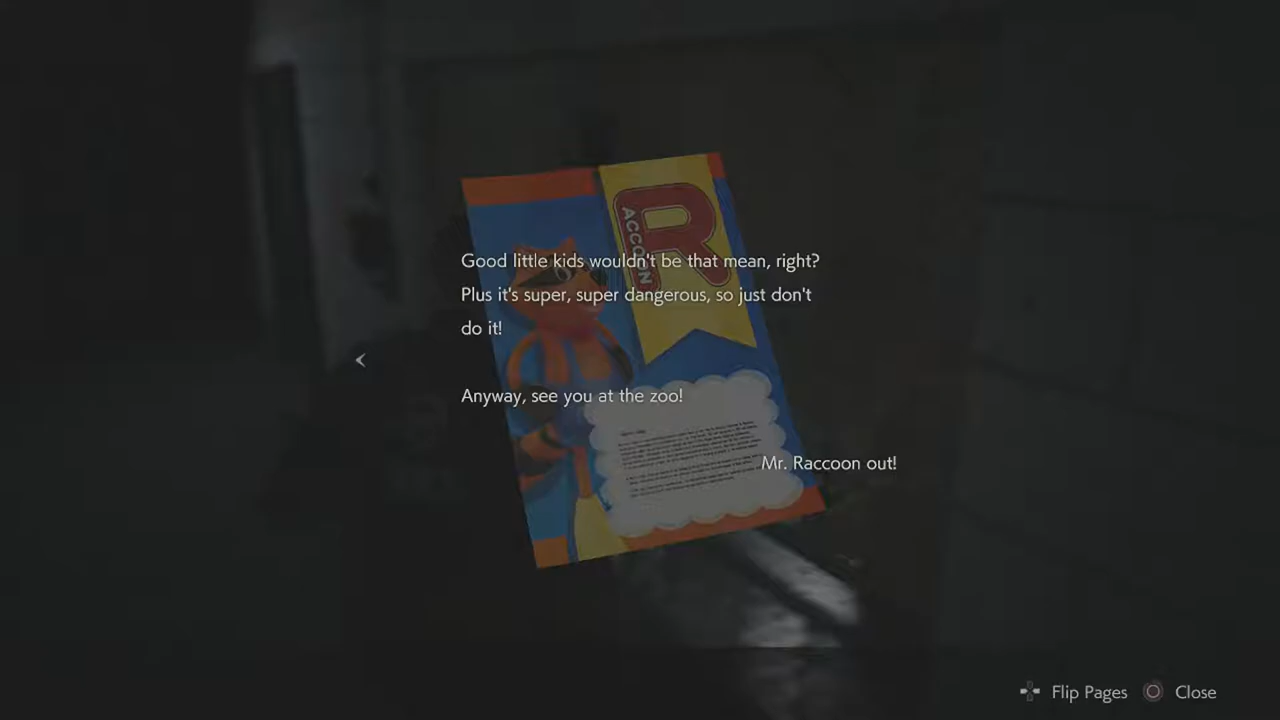 R
ACCOON
Good little kids wouldn't be that mean, right?
Plus it's super, super dangerous, so just don't
do it!
Anyway, see you at the zoo!
Mr. Raccoon out!
Flip Pages
Close